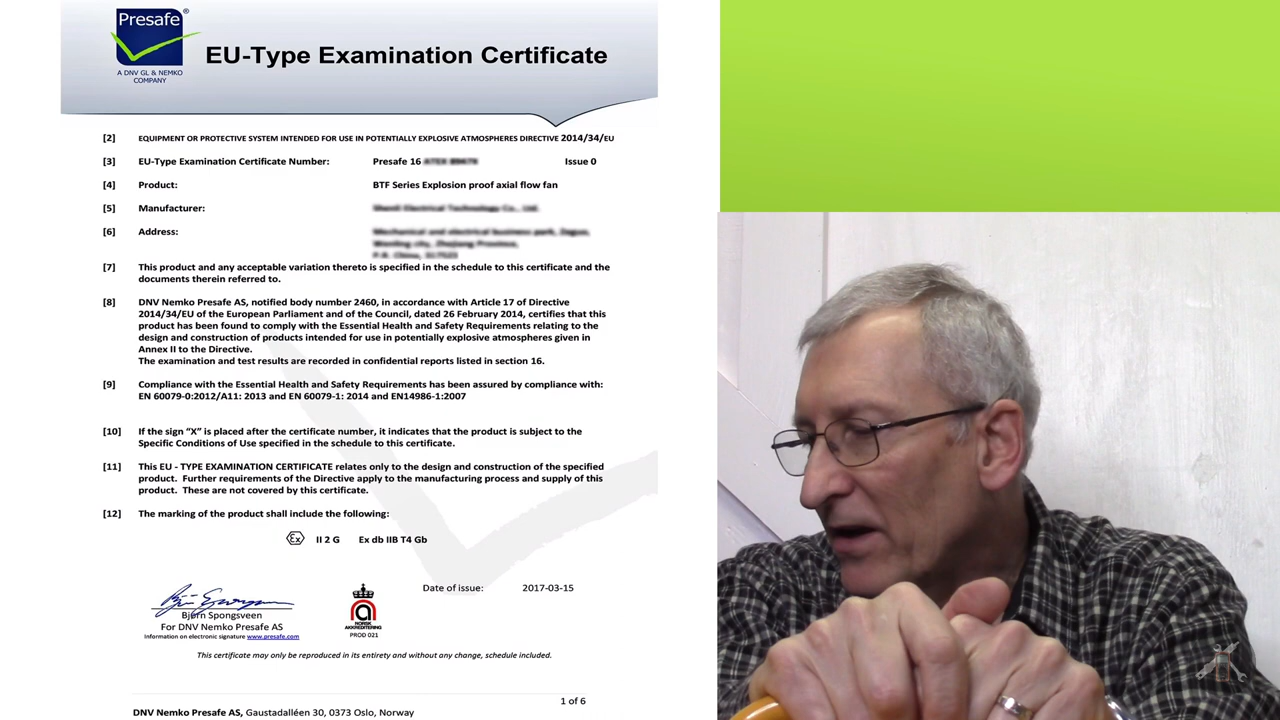 Presafe®
A DNV GL & NEMKO
COMPANY
EU-Type Examination Certificate
[2] EQUIPMENT OR PROTECTIVE SYSTEM INTENDED FOR USE IN POTENTIALLY EXPLOSIVE ATMOSPHERES DIRECTIVE 2014/34/EU
[3] EU-Type Examination Certificate Number: Presafe 16 Issue 0
[4] Product: BTF Series Explosion proof axial flow fan
[5] Manufacturer:
[6] Address:
[7] This product and any acceptable variation thereto is specified in the schedule to this certificate and the
documents therein referred to.
[8] DNV Nemko Presafe AS, notified body number 2460, in accordance with Article 17 of Directive
2014/34/EU of the European Parliament and of the Council, dated 26 February 2014, certifies that this
product has been found to comply with the Essential Health and Safety Requirements relating to the
design and construction of products intended for use in potentially explosive atmospheres given in
Annex II to the Directive.
The examination and test results are recorded in confidential reports listed in section 16.
[9] Compliance with the Essential Health and Safety Requirements has been assured by compliance with:
EN 60079-0:2012/A11: 2013 and EN 60079-1: 2014 and EN14986-1:2007
[10] If the sign “X” is placed after the certificate number, it indicates that the product is subject to the
Specific Conditions of Use specified in the schedule to this certificate.
[11] This EU - TYPE EXAMINATION CERTIFICATE relates only to the design and construction of the specified
product. Further requirements of the Directive apply to the manufacturing process and supply of this
product. These are not covered by this certificate.
[12] The marking of the product shall include the following:
Ex II 2 G Ex db IIB T4 Gb
Date of issue: 2017-03-15
Bjørn Spongsveen
For DNV Nemko Presafe AS
Information on electronic signature www.presafe.com
NORSK
AKKREDITERING
PROD 021
This certificate may only be reproduced in its entirety and without any change, schedule included.
1 of 6
DNV Nemko Presafe AS, Gaustadalléen 30, 0373 Oslo, Norway